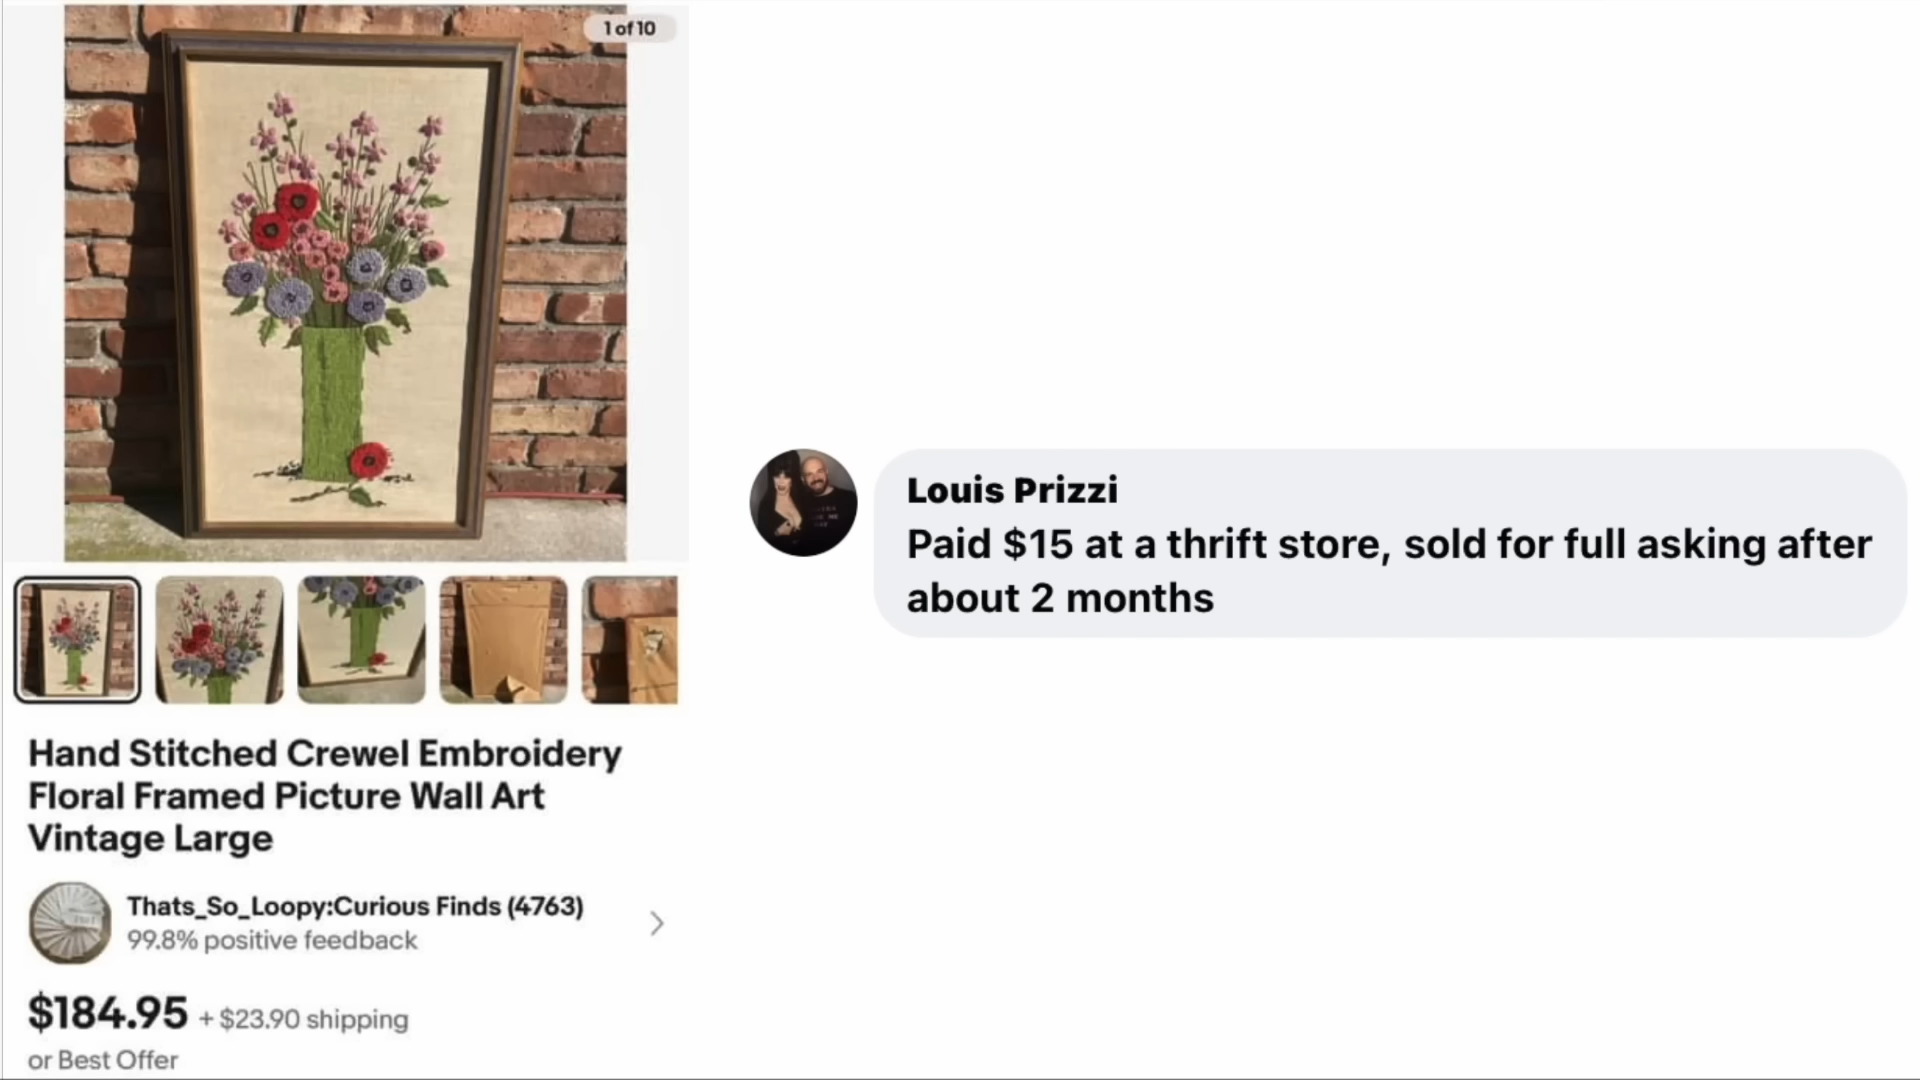 1 of 10
Hand Stitched Crewel Embroidery
Floral Framed Picture Wall Art
Vintage Large
Thats_So_Loopy:Curious Finds (4763)
99.8% positive feedback
$184.95 + $23.90 shipping
or Best Offer
Louis Prizzi
Paid $15 at a thrift store, sold for full asking after
about 2 months